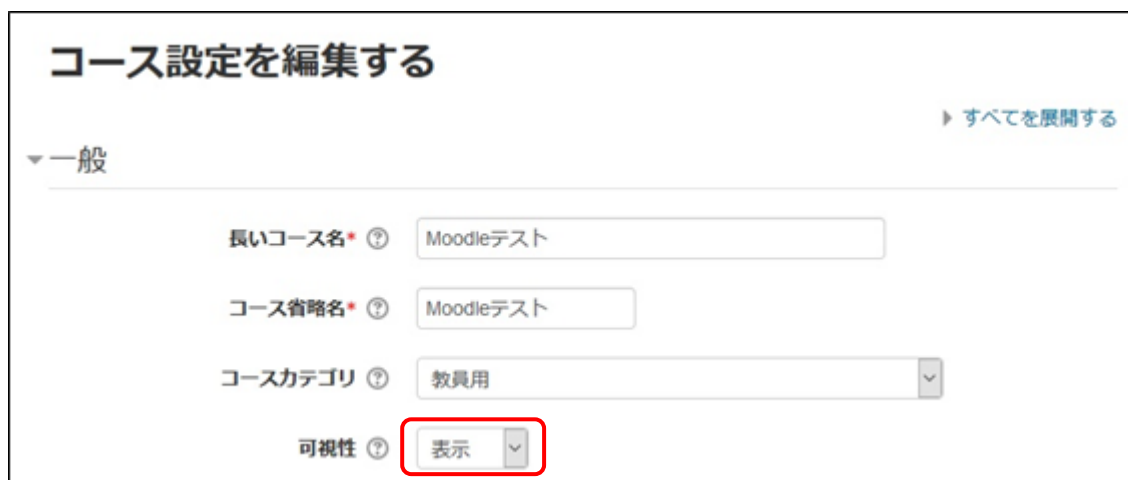 コース設定を編集する
すべてを展開する
一般
長いコース名* Moodleテスト
コース省略名* Moodleテスト
コースカテゴリ 教員用
可視性 表示